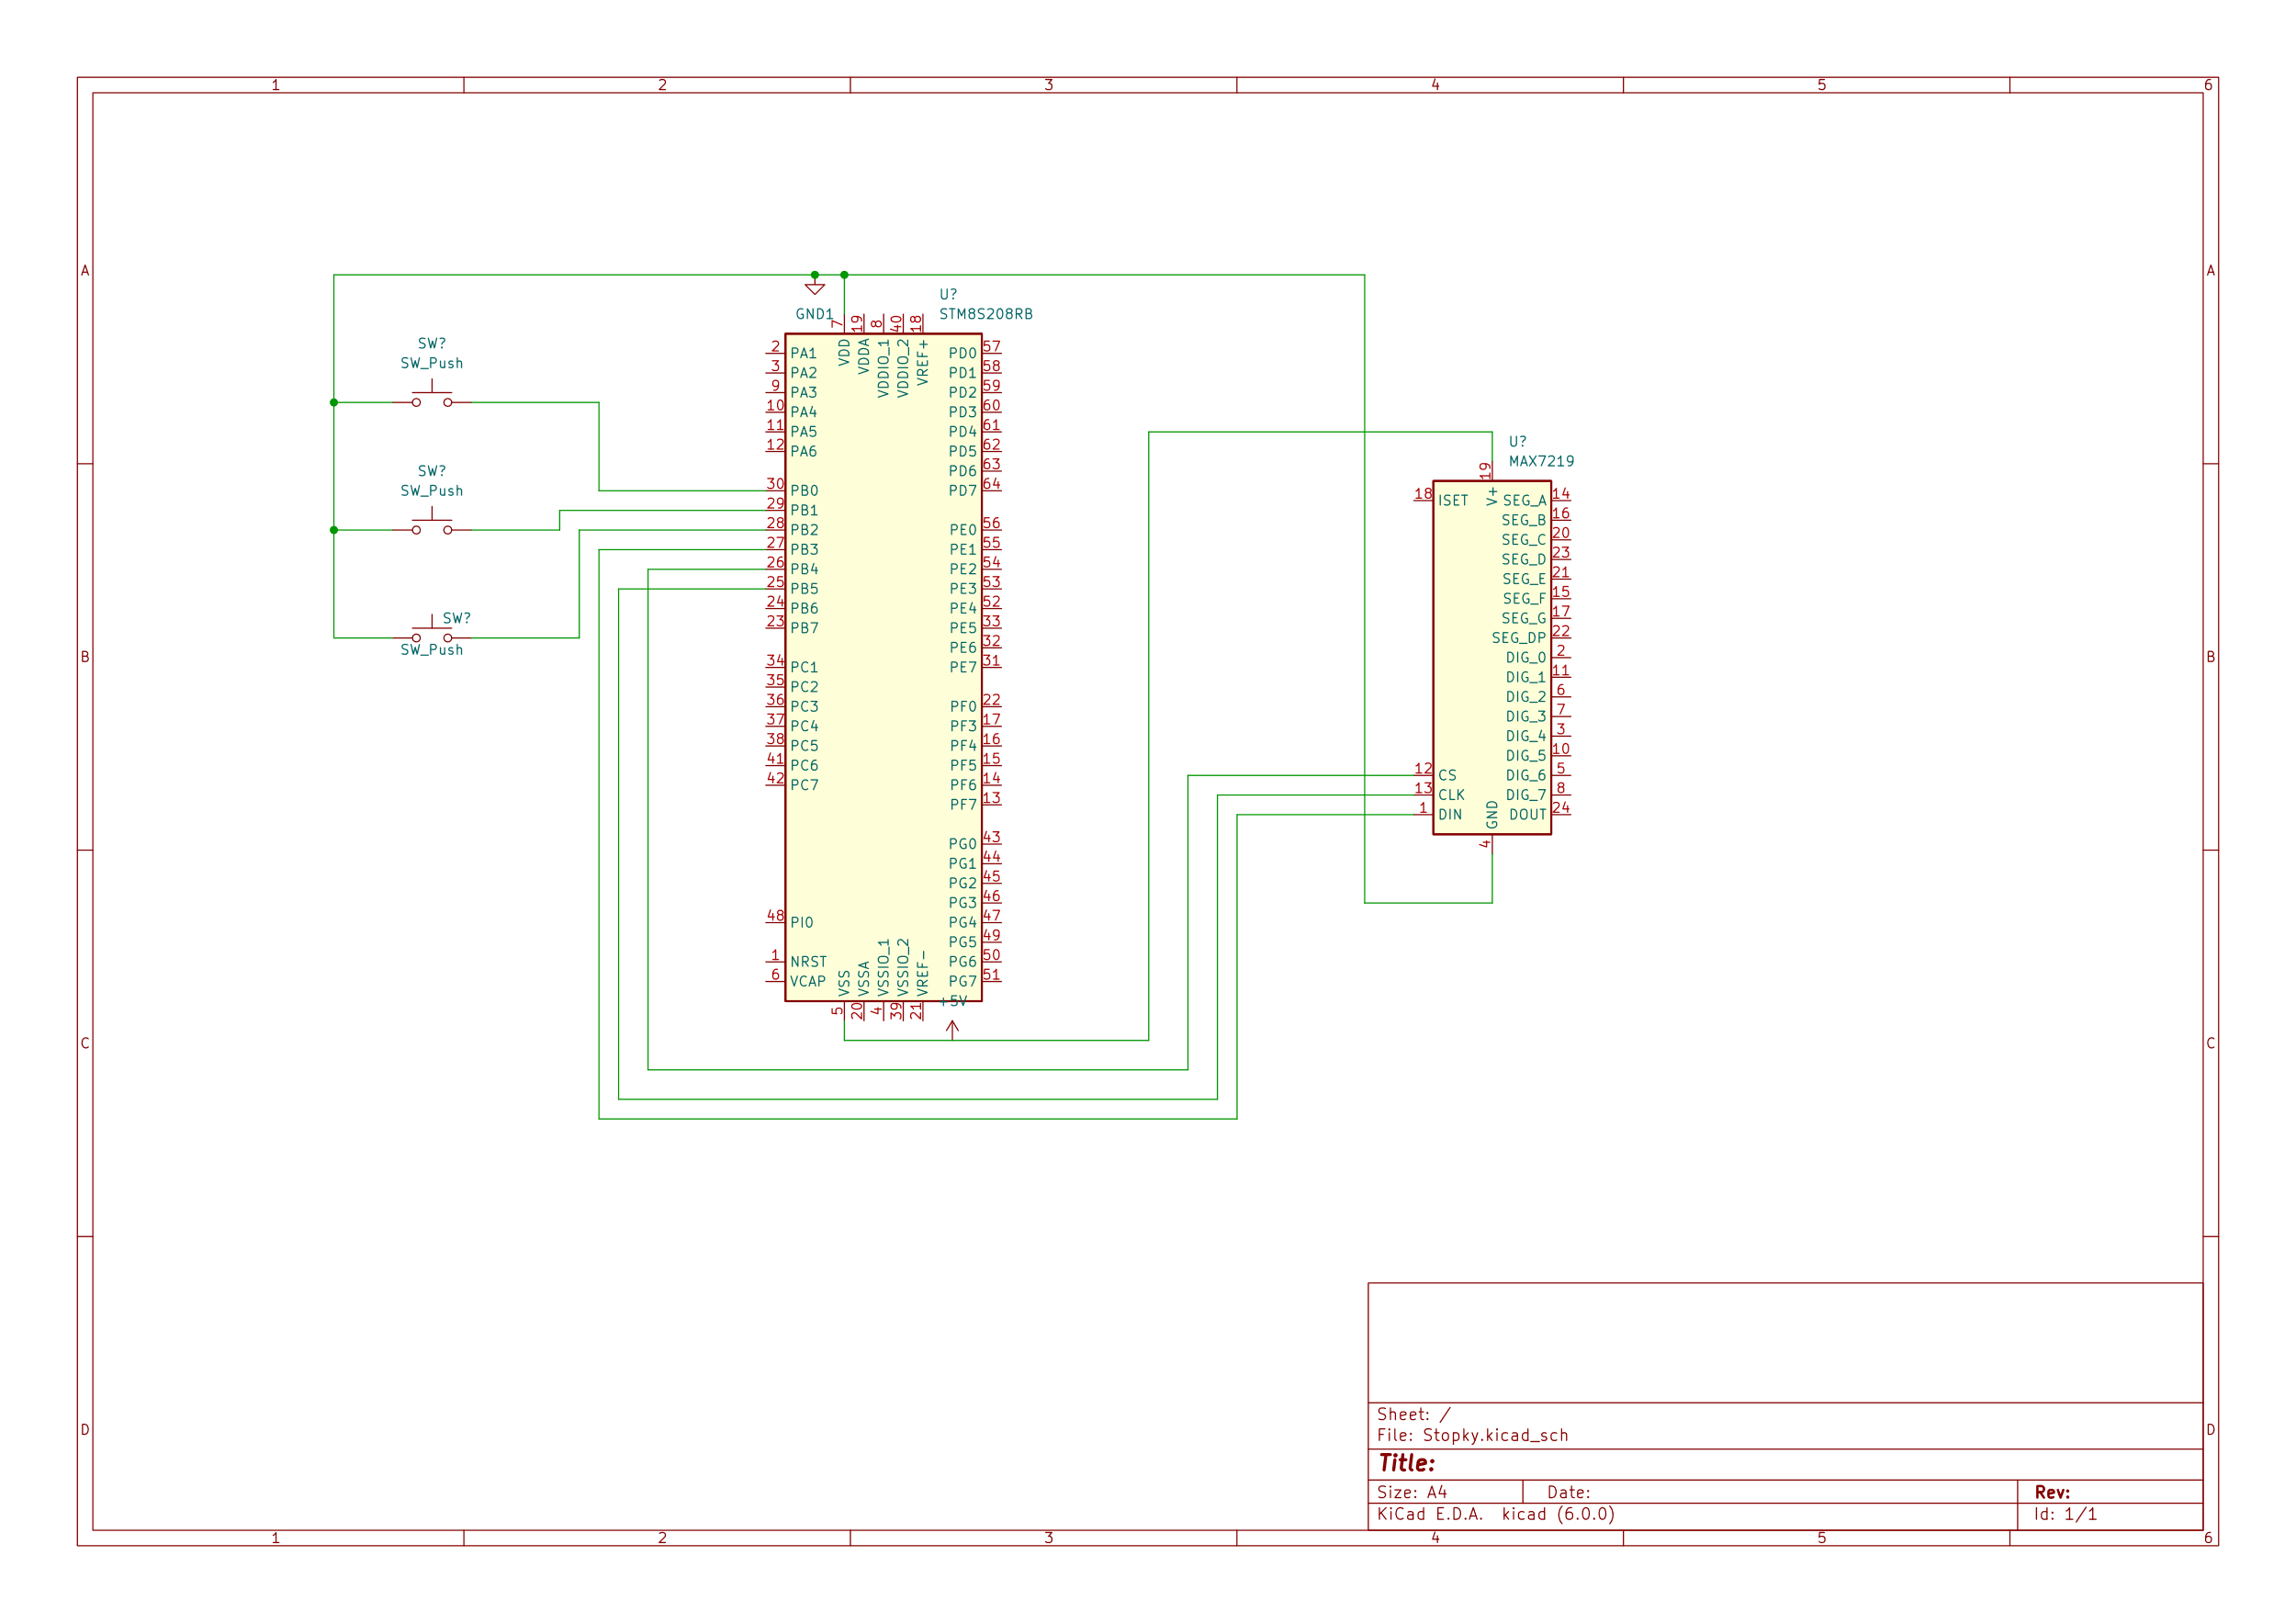 1 2 3 4 5 6
A A
B B
C C
D D
SW?
SW_Push
SW?
SW_Push
SW?
SW_Push
GND1
U?
STM8S208RB
7 19 8 40 18
VDD VDDA VDDIO_1 VDDIO_2 VREF+
2 PA1
3 PA2
9 PA3
10 PA4
11 PA5
12 PA6
30 PB0
29 PB1
28 PB2
27 PB3
26 PB4
25 PB5
24 PB6
23 PB7
34 PC1
35 PC2
36 PC3
37 PC4
38 PC5
41 PC6
42 PC7
48 PI0
1 NRST
6 VCAP
PD0 57
PD1 58
PD2 59
PD3 60
PD4 61
PD5 62
PD6 63
PD7 64
PE0 56
PE1 55
PE2 54
PE3 53
PE4 52
PE5 33
PE6 32
PE7 31
PF0 22
PF3 17
PF4 16
PF5 15
PF6 14
PF7 13
PG0 43
PG1 44
PG2 45
PG3 46
PG4 47
PG5 49
PG6 50
PG7 51
VSS VSSA VSSIO_1 VSSIO_2 VREF-
5 20 4 39 21
+5V
U?
MAX7219
19
V+
18 ISET
12 CS
13 CLK
1 DIN
SEG_A 14
SEG_B 16
SEG_C 20
SEG_D 23
SEG_E 21
SEG_F 15
SEG_G 17
SEG_DP 22
DIG_0 2
DIG_1 11
DIG_2 6
DIG_3 7
DIG_4 3
DIG_5 10
DIG_6 5
DIG_7 8
DOUT 24
GND
4
Sheet: /
File: Stopky.kicad_sch
Title:
Size: A4 Date: Rev:
KiCad E.D.A. kicad (6.0.0) Id: 1/1
1 2 3 4 5 6